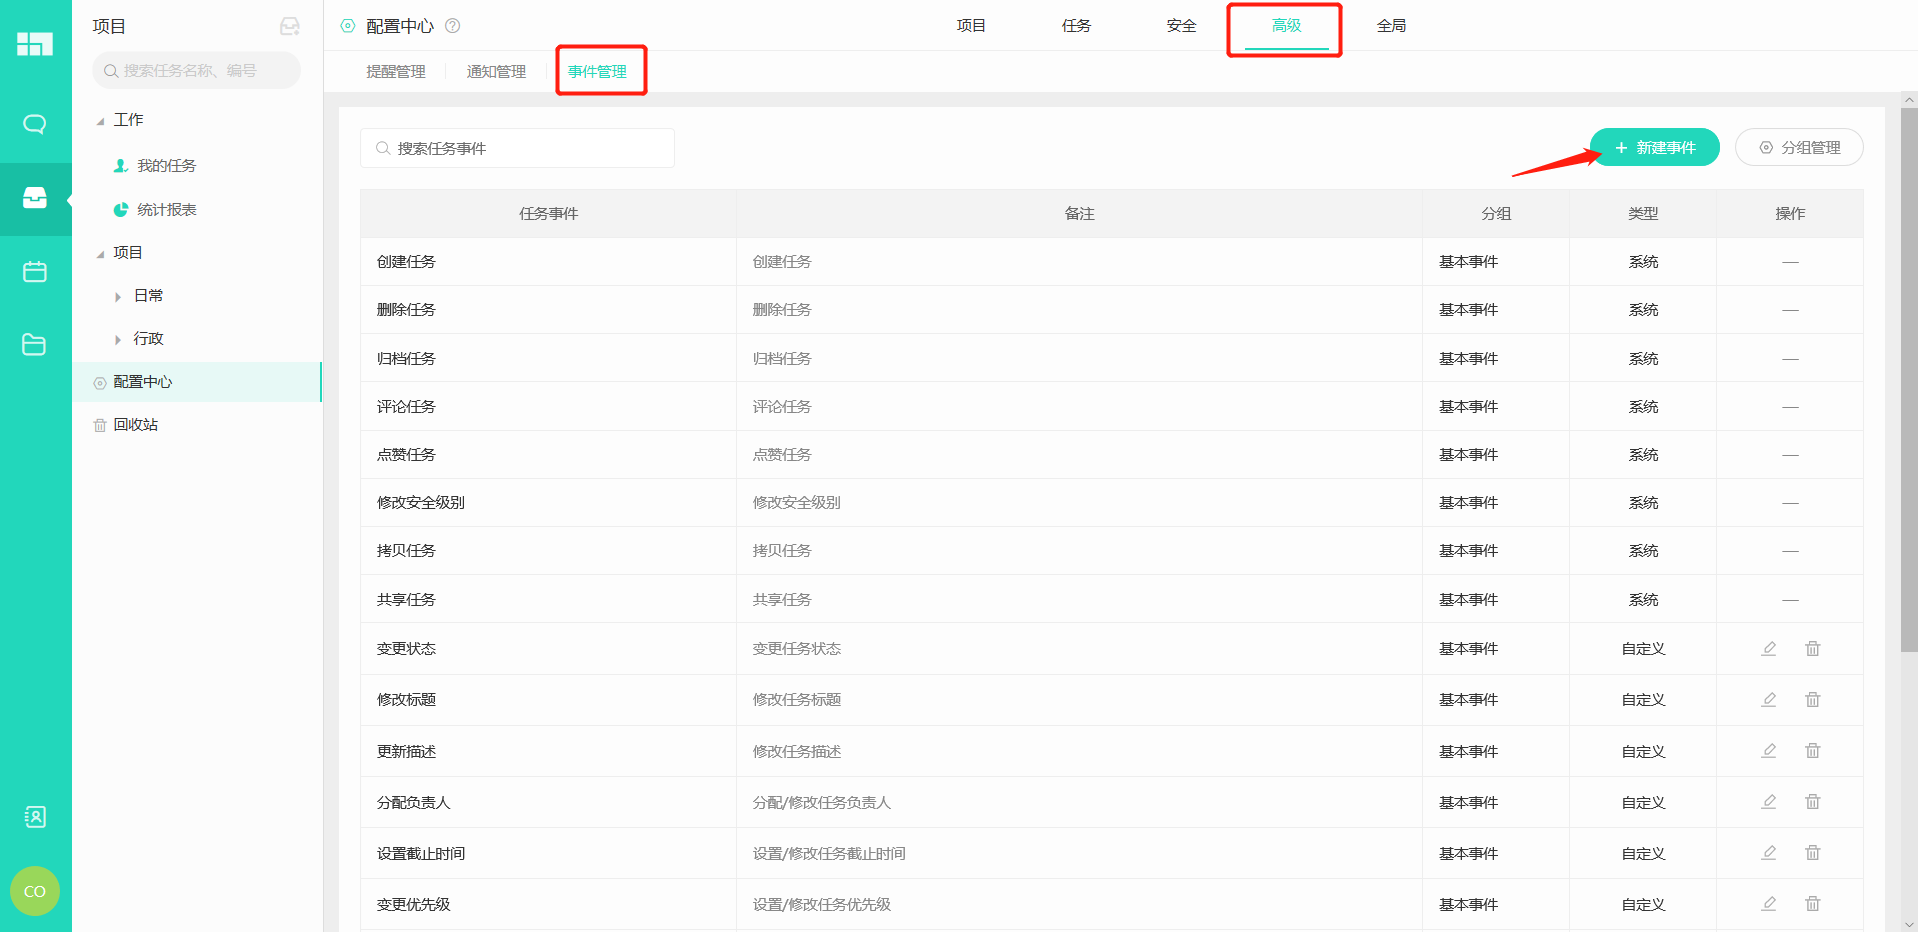 项目
搜索任务名称、编号
工作
我的任务
统计报表
项目
日常
行政
配置中心
回收站
CO
配置中心 ?
项目 任务 安全 高级 全局
提醒管理 通知管理 事件管理
搜索任务事件
+ 新建事件 分组管理
任务事件 备注 分组 类型 操作
创建任务 创建任务 基本事件 系统 —
删除任务 删除任务 基本事件 系统 —
归档任务 归档任务 基本事件 系统 —
评论任务 评论任务 基本事件 系统 —
点赞任务 点赞任务 基本事件 系统 —
修改安全级别 修改安全级别 基本事件 系统 —
拷贝任务 拷贝任务 基本事件 系统 —
共享任务 共享任务 基本事件 系统 —
变更状态 变更任务状态 基本事件 自定义
修改标题 修改任务标题 基本事件 自定义
更新描述 修改任务描述 基本事件 自定义
分配负责人 分配/修改任务负责人 基本事件 自定义
设置截止时间 设置/修改任务截止时间 基本事件 自定义
变更优先级 设置/修改任务优先级 基本事件 自定义